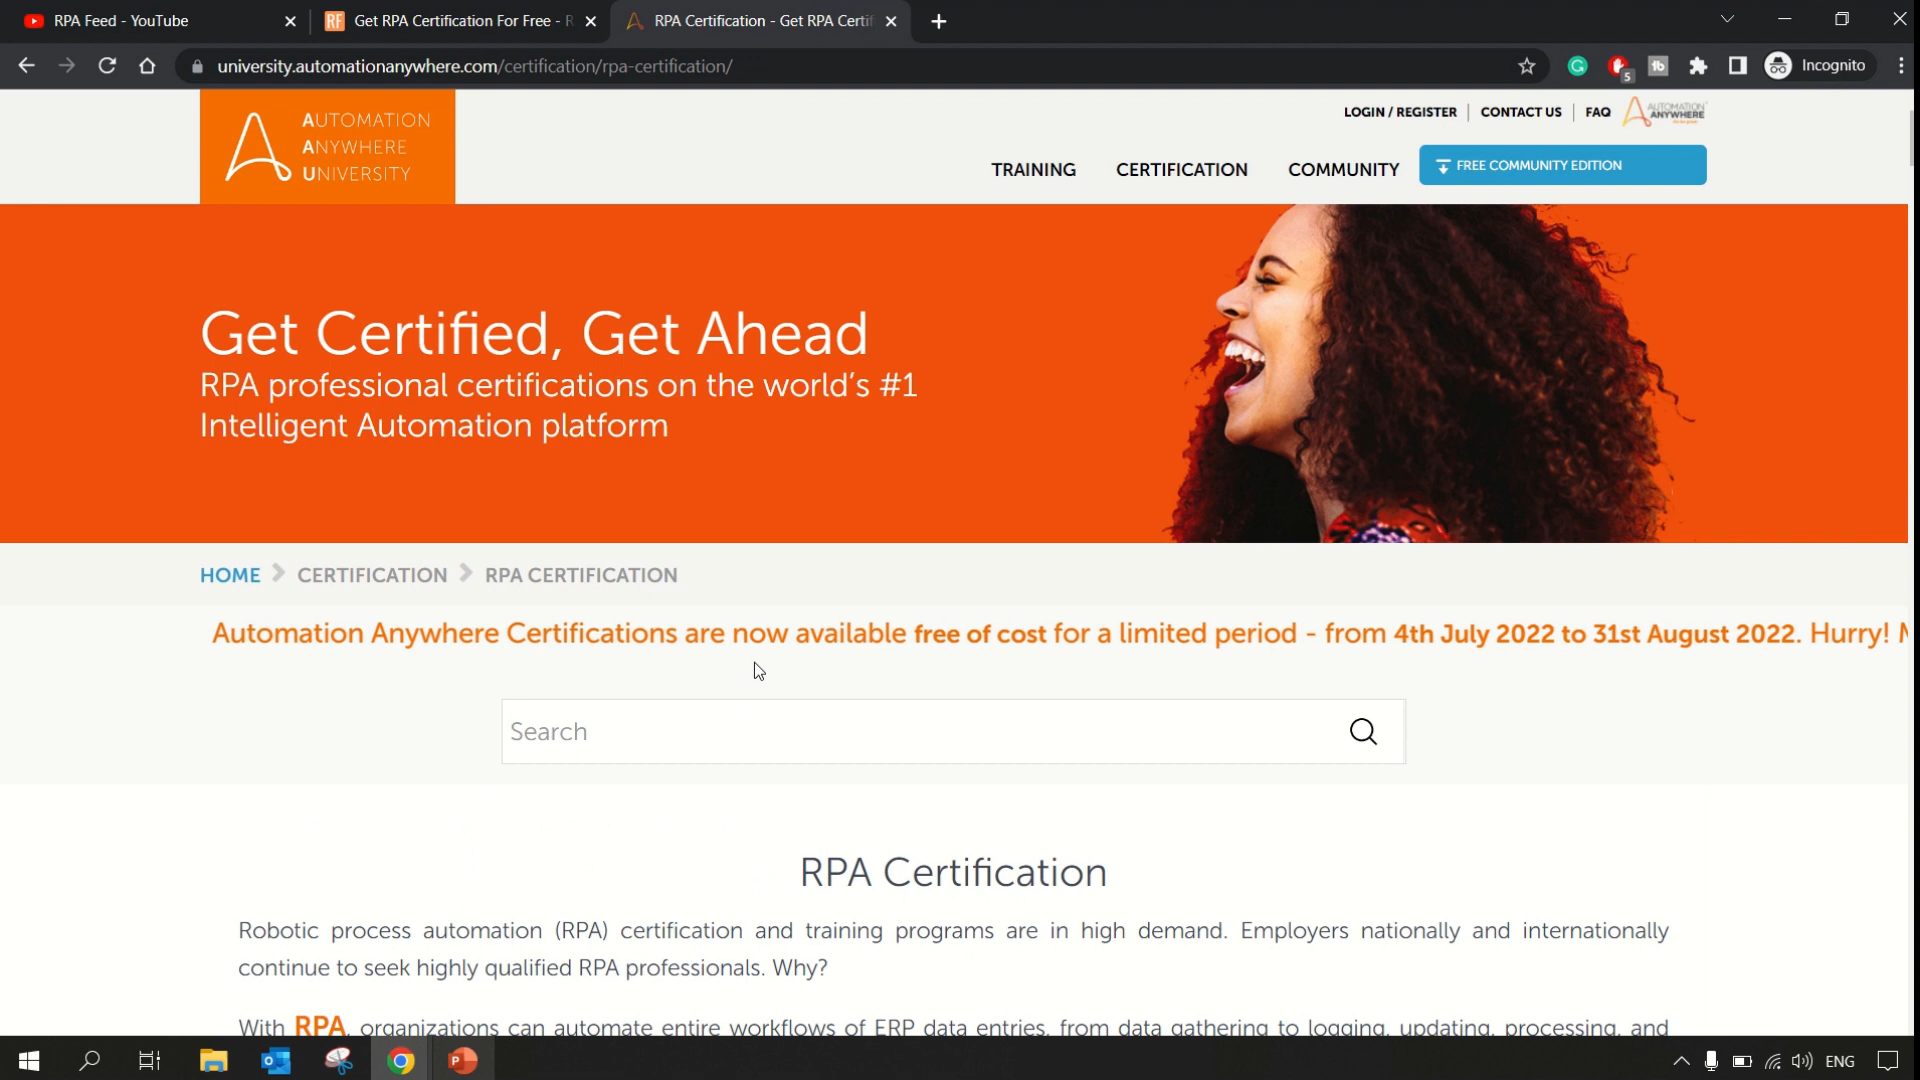 RPA Feed - YouTube
RF Get RPA Certification For Free - R
RPA Certification - Get RPA Certif
university.automationanywhere.com/certification/rpa-certification/
5
Incognito
AUTOMATION
ANYWHERE
UNIVERSITY
LOGIN / REGISTER
CONTACT US
FAQ
AUTOMATION
ANYWHERE
TRAINING
CERTIFICATION
COMMUNITY
FREE COMMUNITY EDITION
Get Certified, Get Ahead
RPA professional certifications on the world's #1
Intelligent Automation platform
HOME
CERTIFICATION
RPA CERTIFICATION
Automation Anywhere Certifications are now available free of cost for a limited period - from 4th July 2022 to 31st August 2022. Hurry!
Search
RPA Certification
Robotic process automation (RPA) certification and training programs are in high demand. Employers nationally and internationally
continue to seek highly qualified RPA professionals. Why?
With RPA, organizations can automate entire workflows of ERP data entries, from data gathering to logging, updating, processing, and
ENG